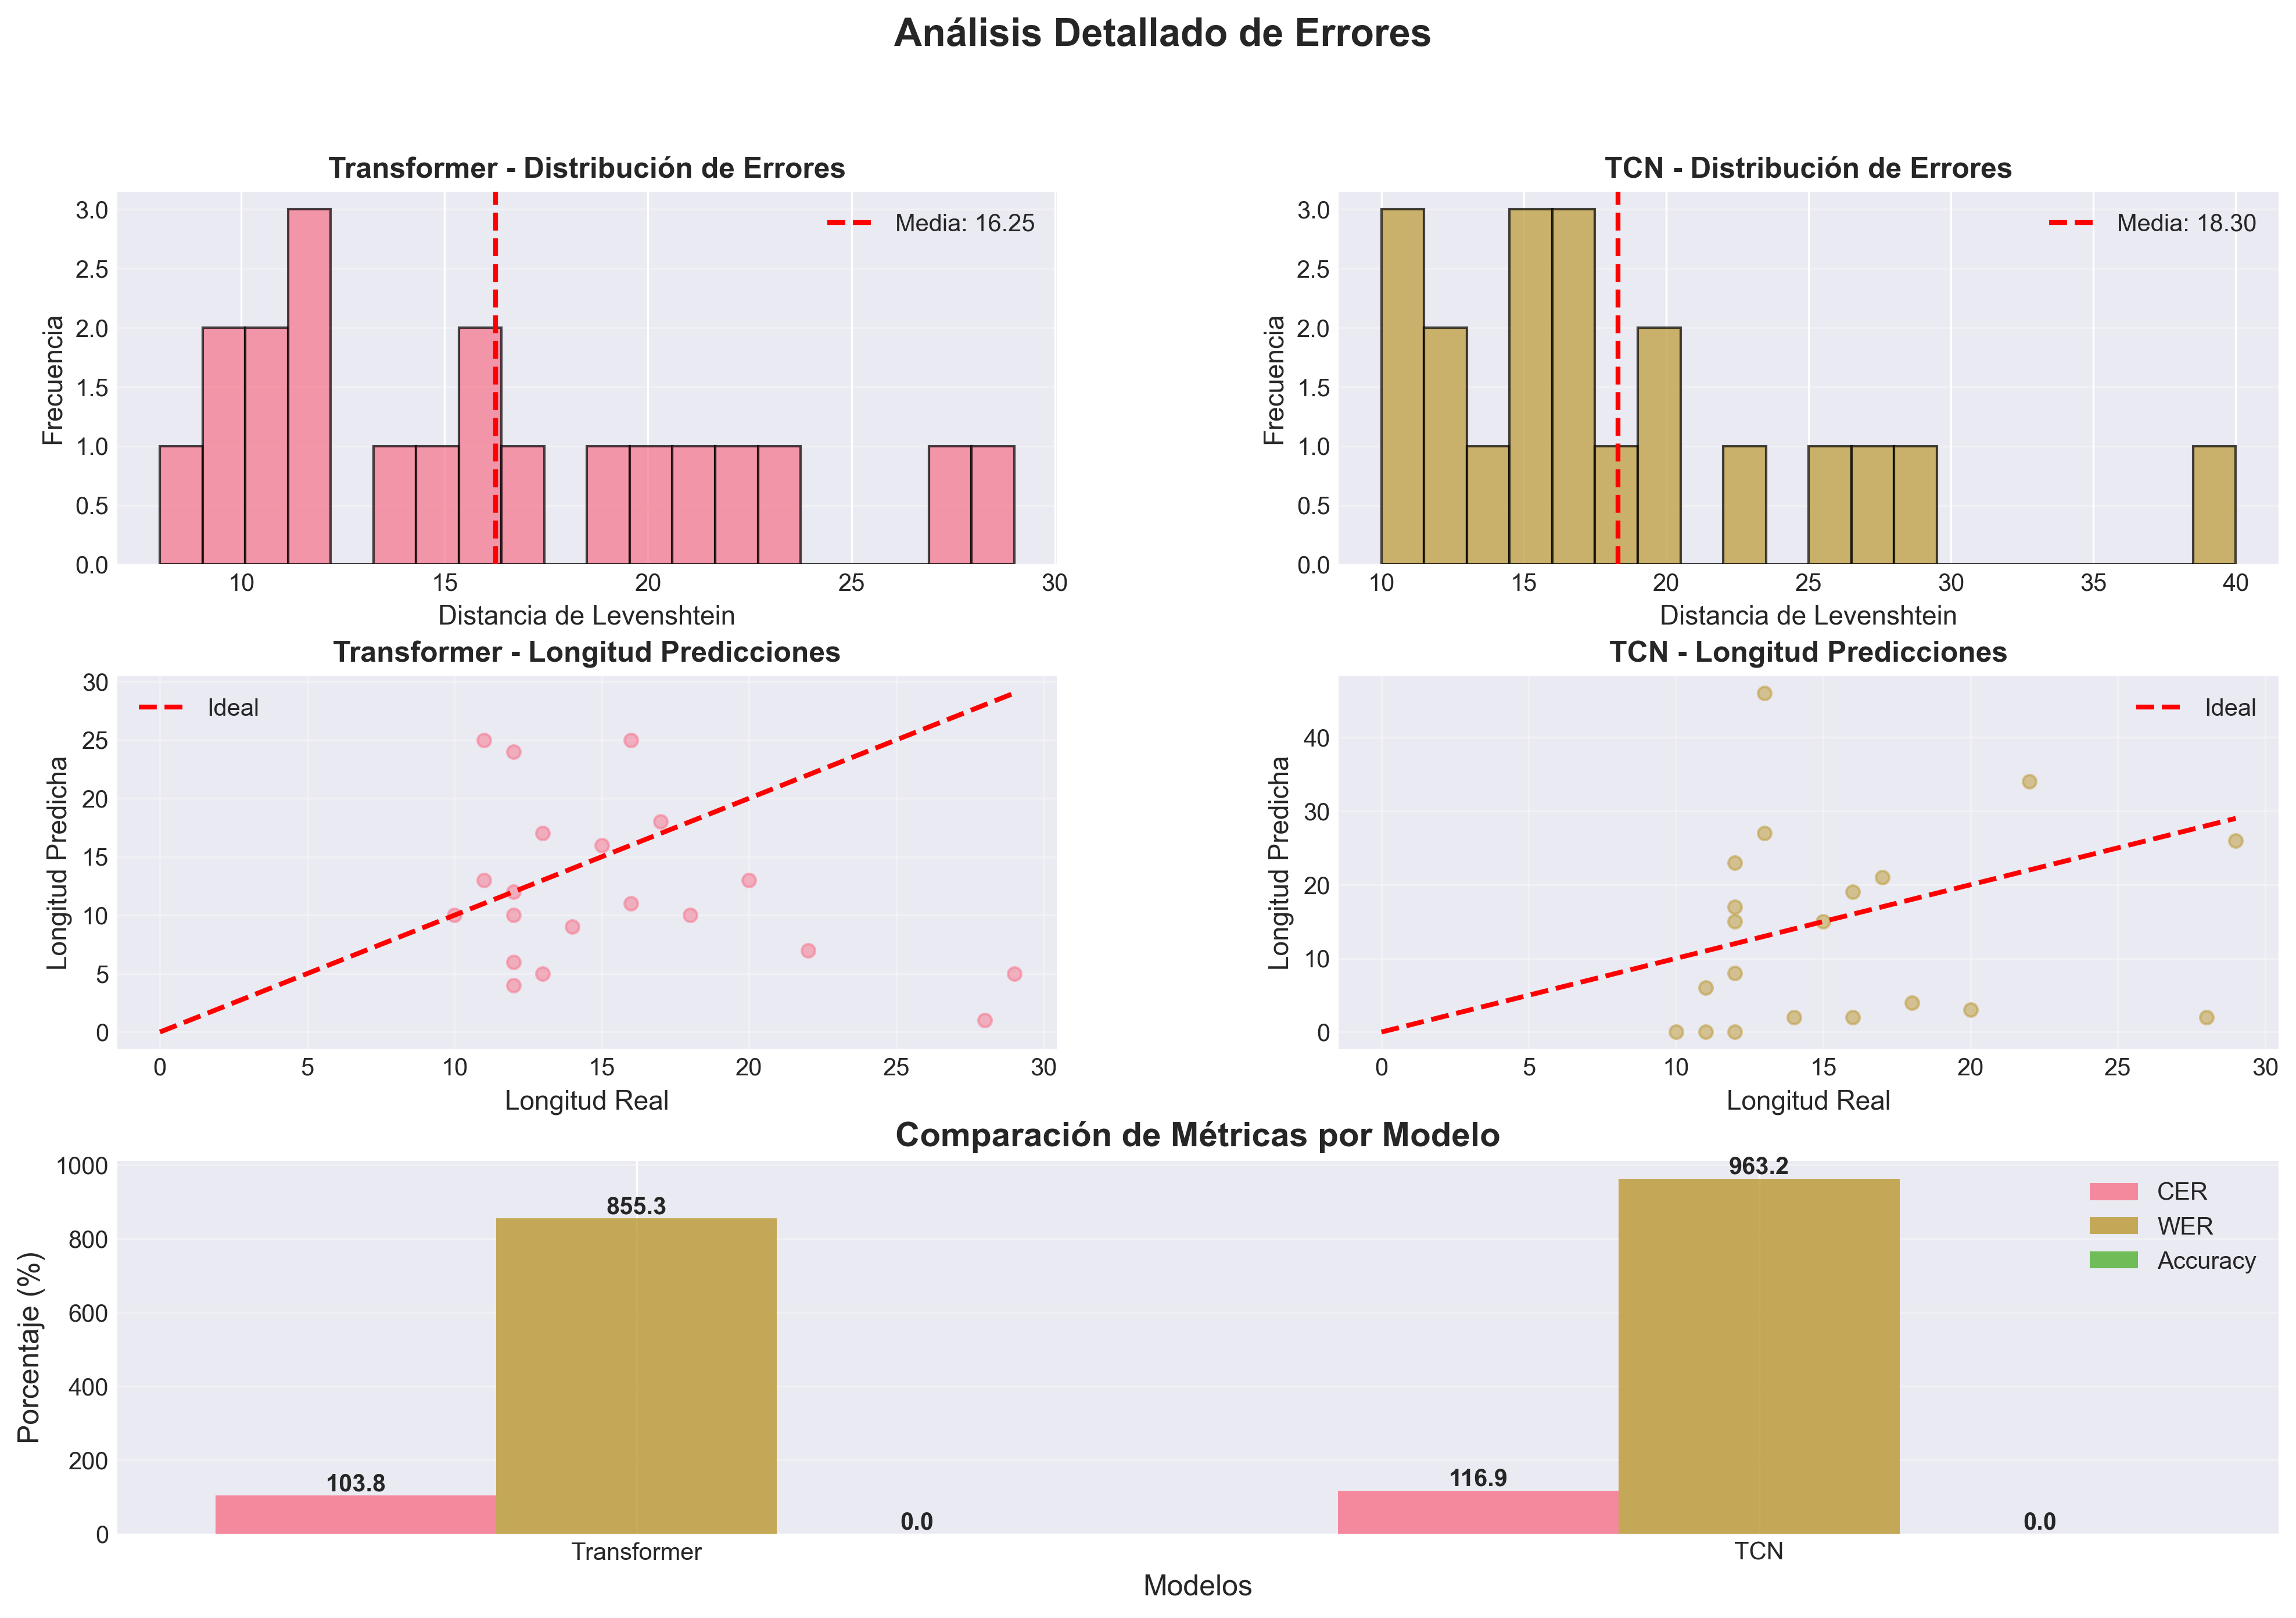 Análisis Detallado de Errores
Transformer - Distribución de Errores
Frecuencia
3.0
2.5
2.0
1.5
1.0
0.5
0.0
Media: 16.25
10 15 20 25 30
Distancia de Levenshtein
TCN - Distribución de Errores
Frecuencia
3.0
2.5
2.0
1.5
1.0
0.5
0.0
Media: 18.30
10 15 20 25 30 35 40
Distancia de Levenshtein
Transformer - Longitud Predicciones
Longitud Predicha
30
25
20
15
10
5
0
Ideal
0 5 10 15 20 25 30
Longitud Real
TCN - Longitud Predicciones
Longitud Predicha
40
30
20
10
0
Ideal
0 5 10 15 20 25 30
Longitud Real
Comparación de Métricas por Modelo
Porcentaje (%)
1000
800
600
400
200
0
103.8
855.3
0.0
116.9
963.2
0.0
CER
WER
Accuracy
Transformer TCN
Modelos